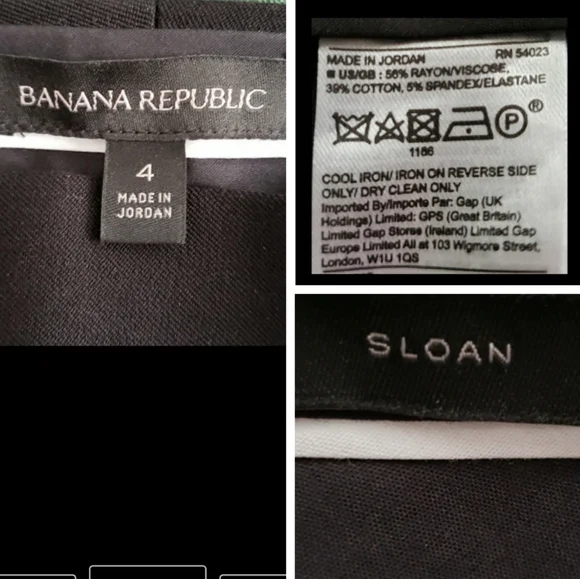 BANANA REPUBLIC
4
MADE IN
JORDAN
MADE IN JORDAN RN 54023
US/GB : 56% RAYON/VISCOSE,
39% COTTON, 5% SPANDEX/ELASTANE
P ®
1186
COOL IRON/ IRON ON REVERSE SIDE
ONLY/ DRY CLEAN ONLY
Imported By/Importe Par: Gap (UK
Holdings) Limited: GPS (Great Britain)
Limited Gap Stores (Ireland) Limited Gap
Europe Limited All at 103 Wigmore Street,
London, W1U 1QS
SLOAN